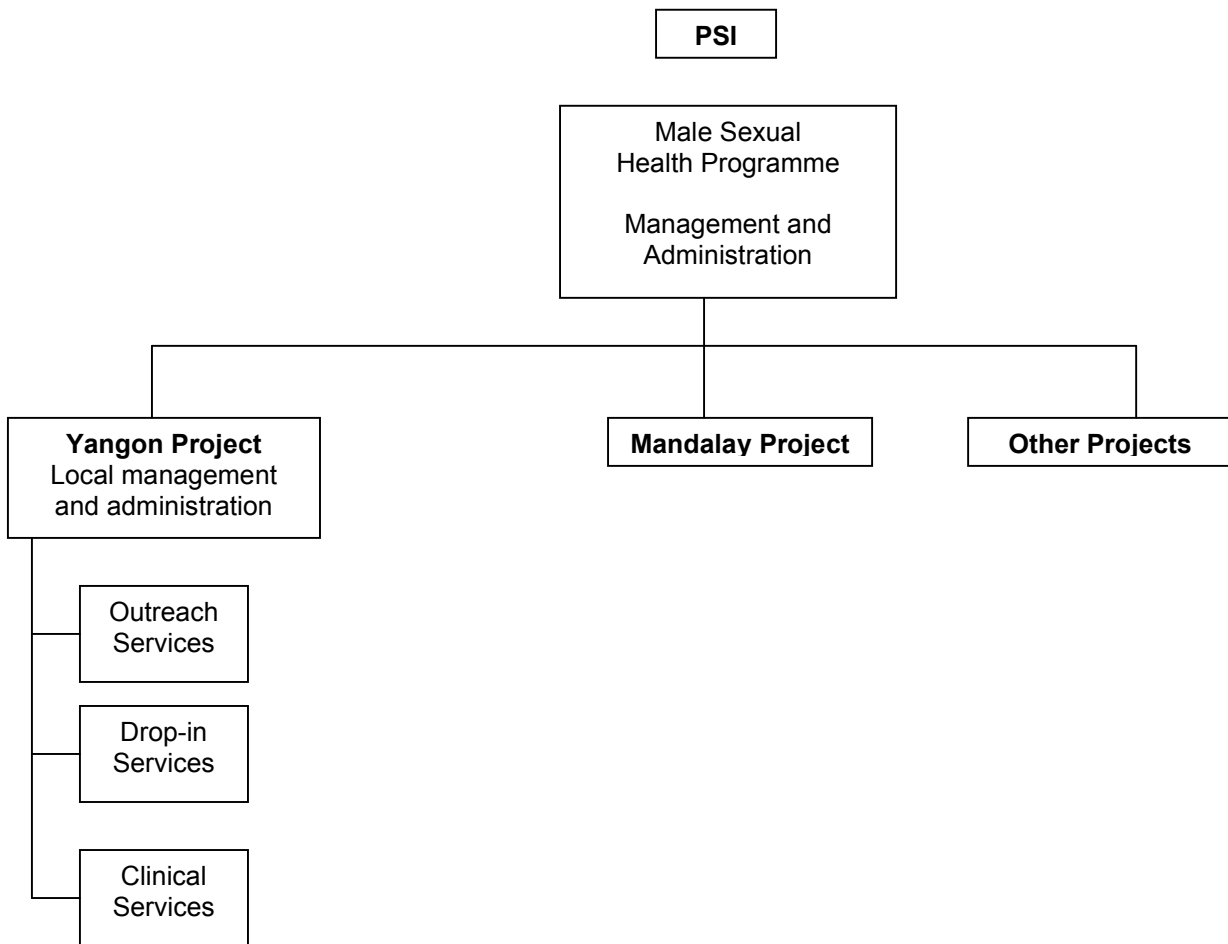 PSI
Male Sexual
Health Programme
Management and
Administration
Yangon Project
Local management
and administration
Mandalay Project
Other Projects
Outreach
Services
Drop-in
Services
Clinical
Services